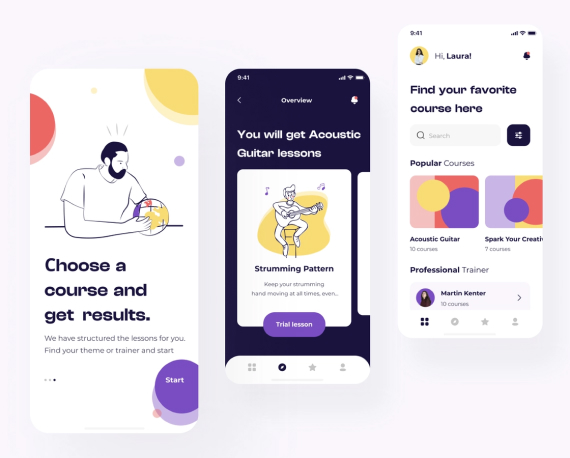 Choose a
course and
get results.
We have structured the lessons for you.
Find your theme or trainer and start
Start
9:41
Overview
You will get Acoustic
Guitar lessons
Strumming Pattern
Keep your strumming
hand moving at all times, even...
Trial lesson
9:41
Hi, Laura!
Find your favorite
course here
Search
Popular Courses
Acoustic Guitar
10 courses
Spark Your Creativ
7 courses
Professional Trainer
Martin Kenter
10 courses